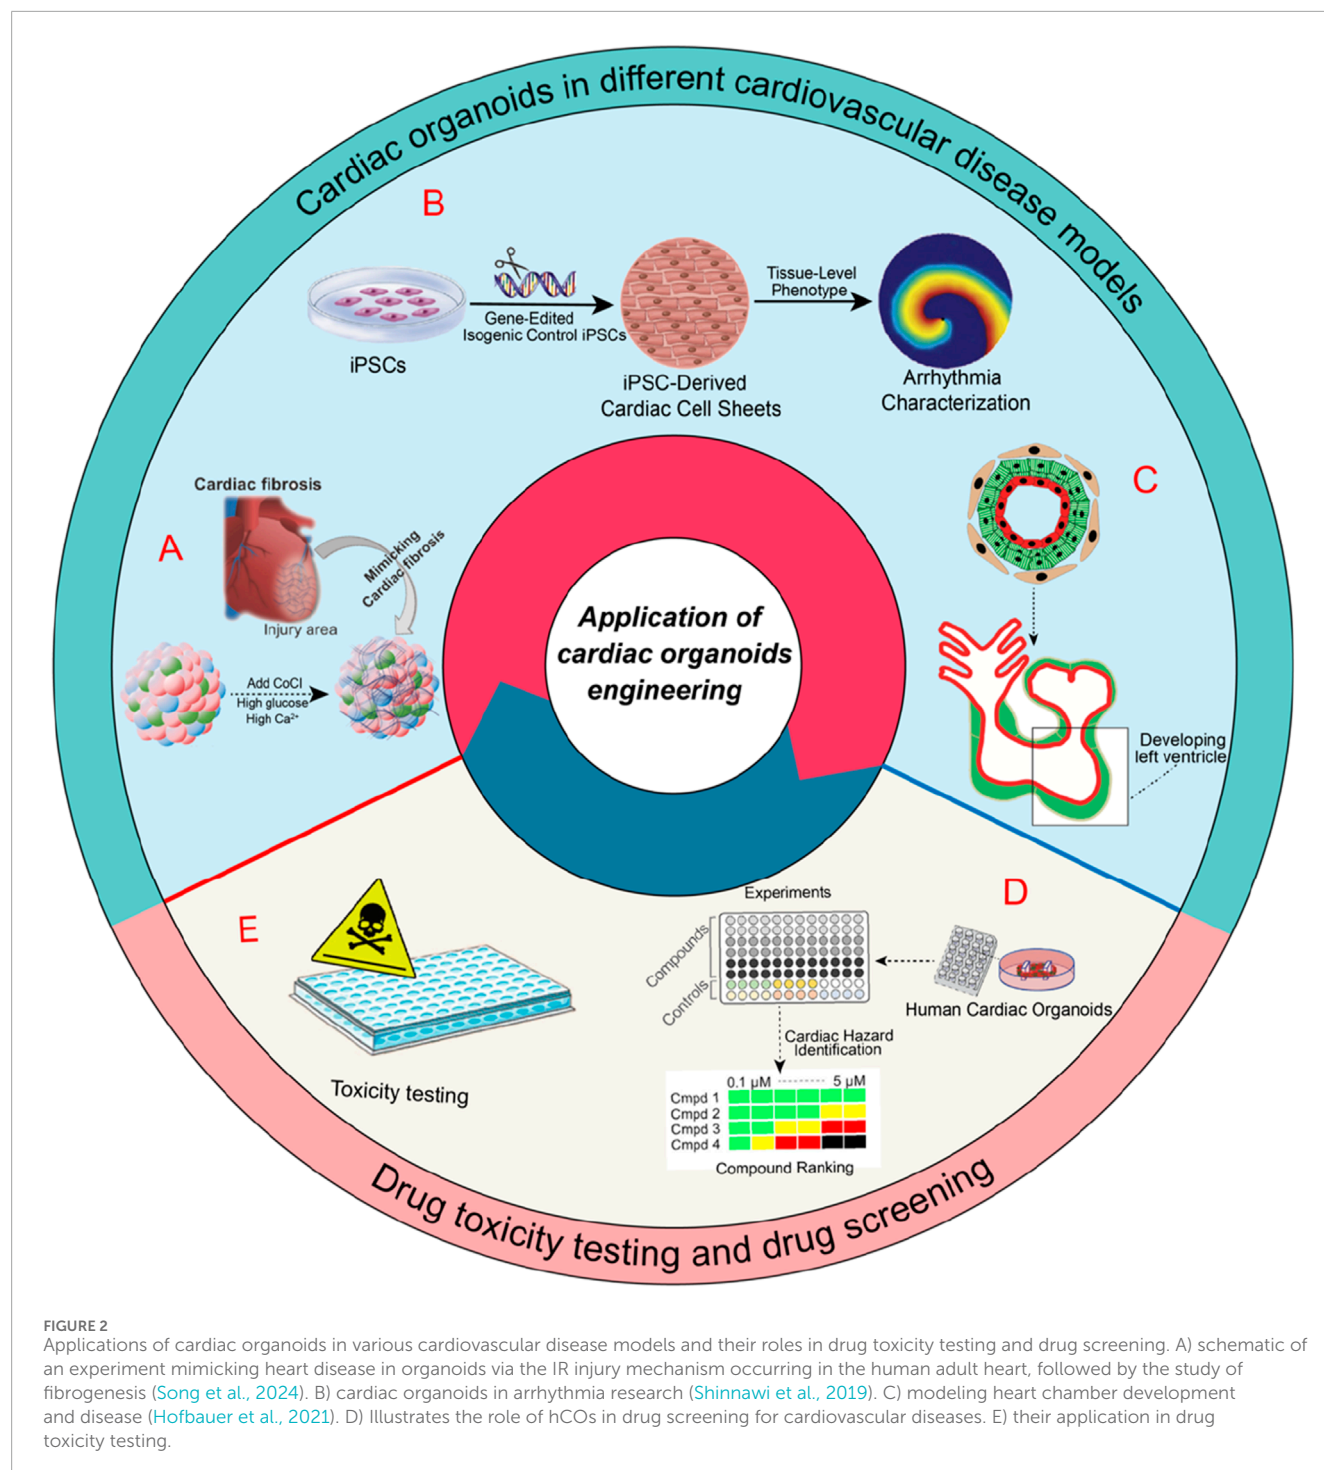 Cardiac organoids in different cardiovascular disease models
B
iPSCs
Gene-Edited
Isogenic Control iPSCs
iPSC-Derived
Cardiac Cell Sheets
Tissue-Level
Phenotype
Arrhythmia
Characterization
A
Cardiac fibrosis
Mimicking
Cardiac fibrosis
Injury area
Add CoCl
High glucose
High Ca²⁺
C
Developing
left ventricle
Application of
cardiac organoids
engineering
E
Toxicity testing
D
Experiments
Compounds
Controls
Human Cardiac Organoids
Cardiac Hazard
Identification
0.1 µM -------- 5 µM
Cmpd 1
Cmpd 2
Cmpd 3
Cmpd 4
Compound Ranking
Drug toxicity testing and drug screening
FIGURE 2
Applications of cardiac organoids in various cardiovascular disease models and their roles in drug toxicity testing and drug screening. A) schematic of
an experiment mimicking heart disease in organoids via the IR injury mechanism occurring in the human adult heart, followed by the study of
fibrogenesis (Song et al., 2024). B) cardiac organoids in arrhythmia research (Shinnawi et al., 2019). C) modeling heart chamber development
and disease (Hofbauer et al., 2021). D) Illustrates the role of hCOs in drug screening for cardiovascular diseases. E) their application in drug
toxicity testing.